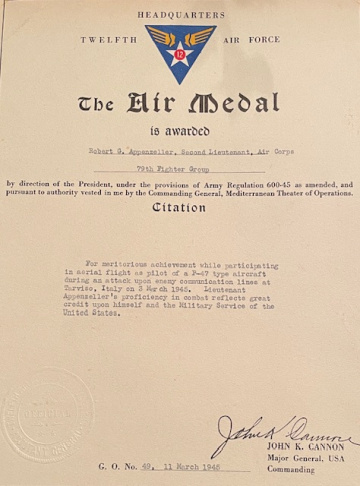 HEADQUARTERS
TWELFTH AIR FORCE
12
The Air Medal
is awarded
Robert G. Appenzeller, Second Lieutenant, Air Corps
79th Fighter Group
by direction of the President, under the provisions of Army Regulation 600-45 as amended, and
pursuant to authority vested in me by the Commanding General, Mediterranean Theater of Operations.
Citation
For meritorious achievement while participating
in aerial flight as pilot of a P-47 type aircraft
during an attack upon enemy communication lines at
Tarviso, Italy on 3 March 1945. Lieutenant
Appenzeller's proficiency in combat reflects great
credit upon himself and the Military Service of the
United States.
John K Cannon
JOHN K. CANNON
Major General, USA
Commanding
G. O. No. 49, 11 March 1945